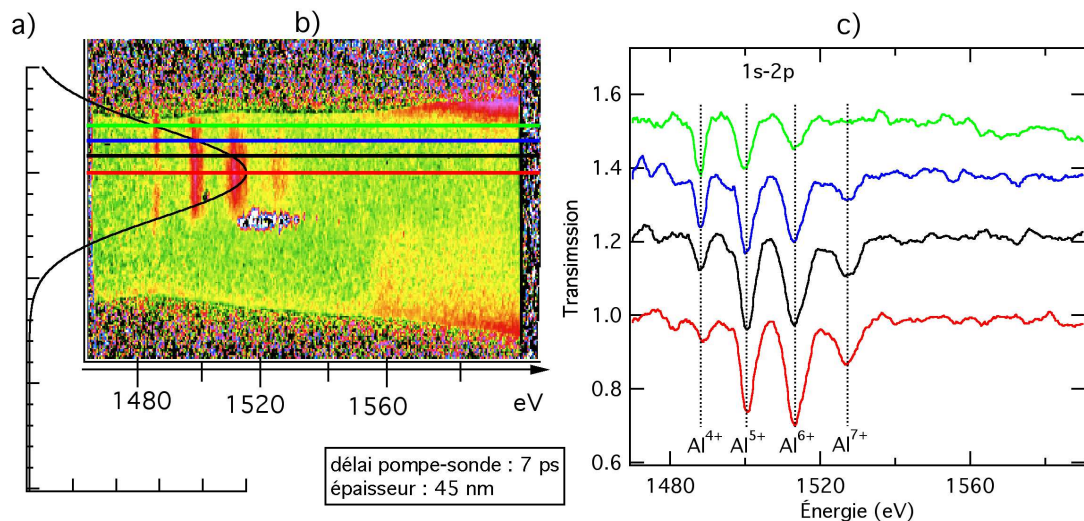 a)
b)
c)
1480
1520
1560
eV
délai pompe-sonde : 7 ps
épaisseur : 45 nm
1s-2p
1.6
1.4
1.2
1.0
0.8
0.6
Transimssion
Al4+
Al5+
Al6+
Al7+
1480
1520
1560
Énergie (eV)